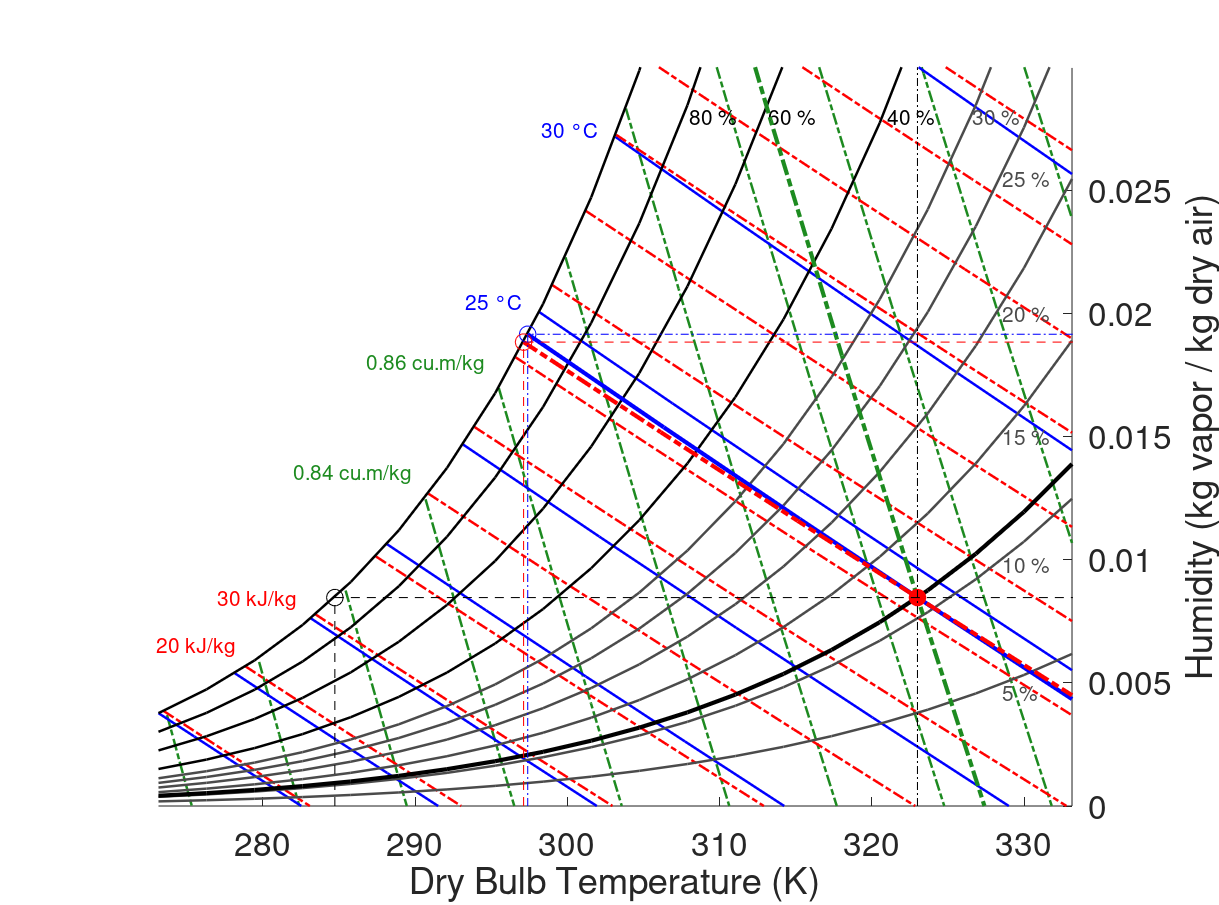 80 %
60 %
40 %
30 %
30 °C
25 %
0.025
25 °C
20 %
0.02
0.86 cu.m/kg
15 %
0.015
0.84 cu.m/kg
10 %
0.01
30 kJ/kg
20 kJ/kg
5 %
0.005
0
Humidity (kg vapor / kg dry air)
280
290
300
310
320
330
Dry Bulb Temperature (K)